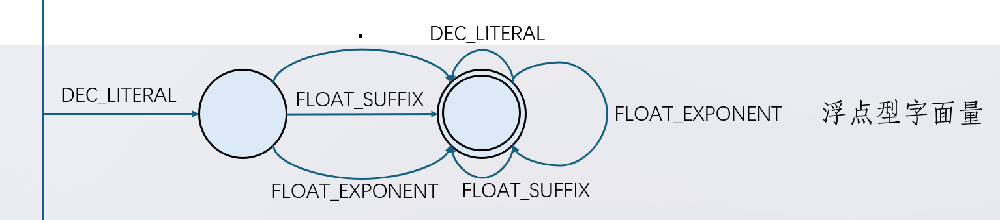 .
DEC_LITERAL
DEC_LITERAL
FLOAT_SUFFIX
FLOAT_EXPONENT
浮点型字面量
FLOAT_EXPONENT
FLOAT_SUFFIX